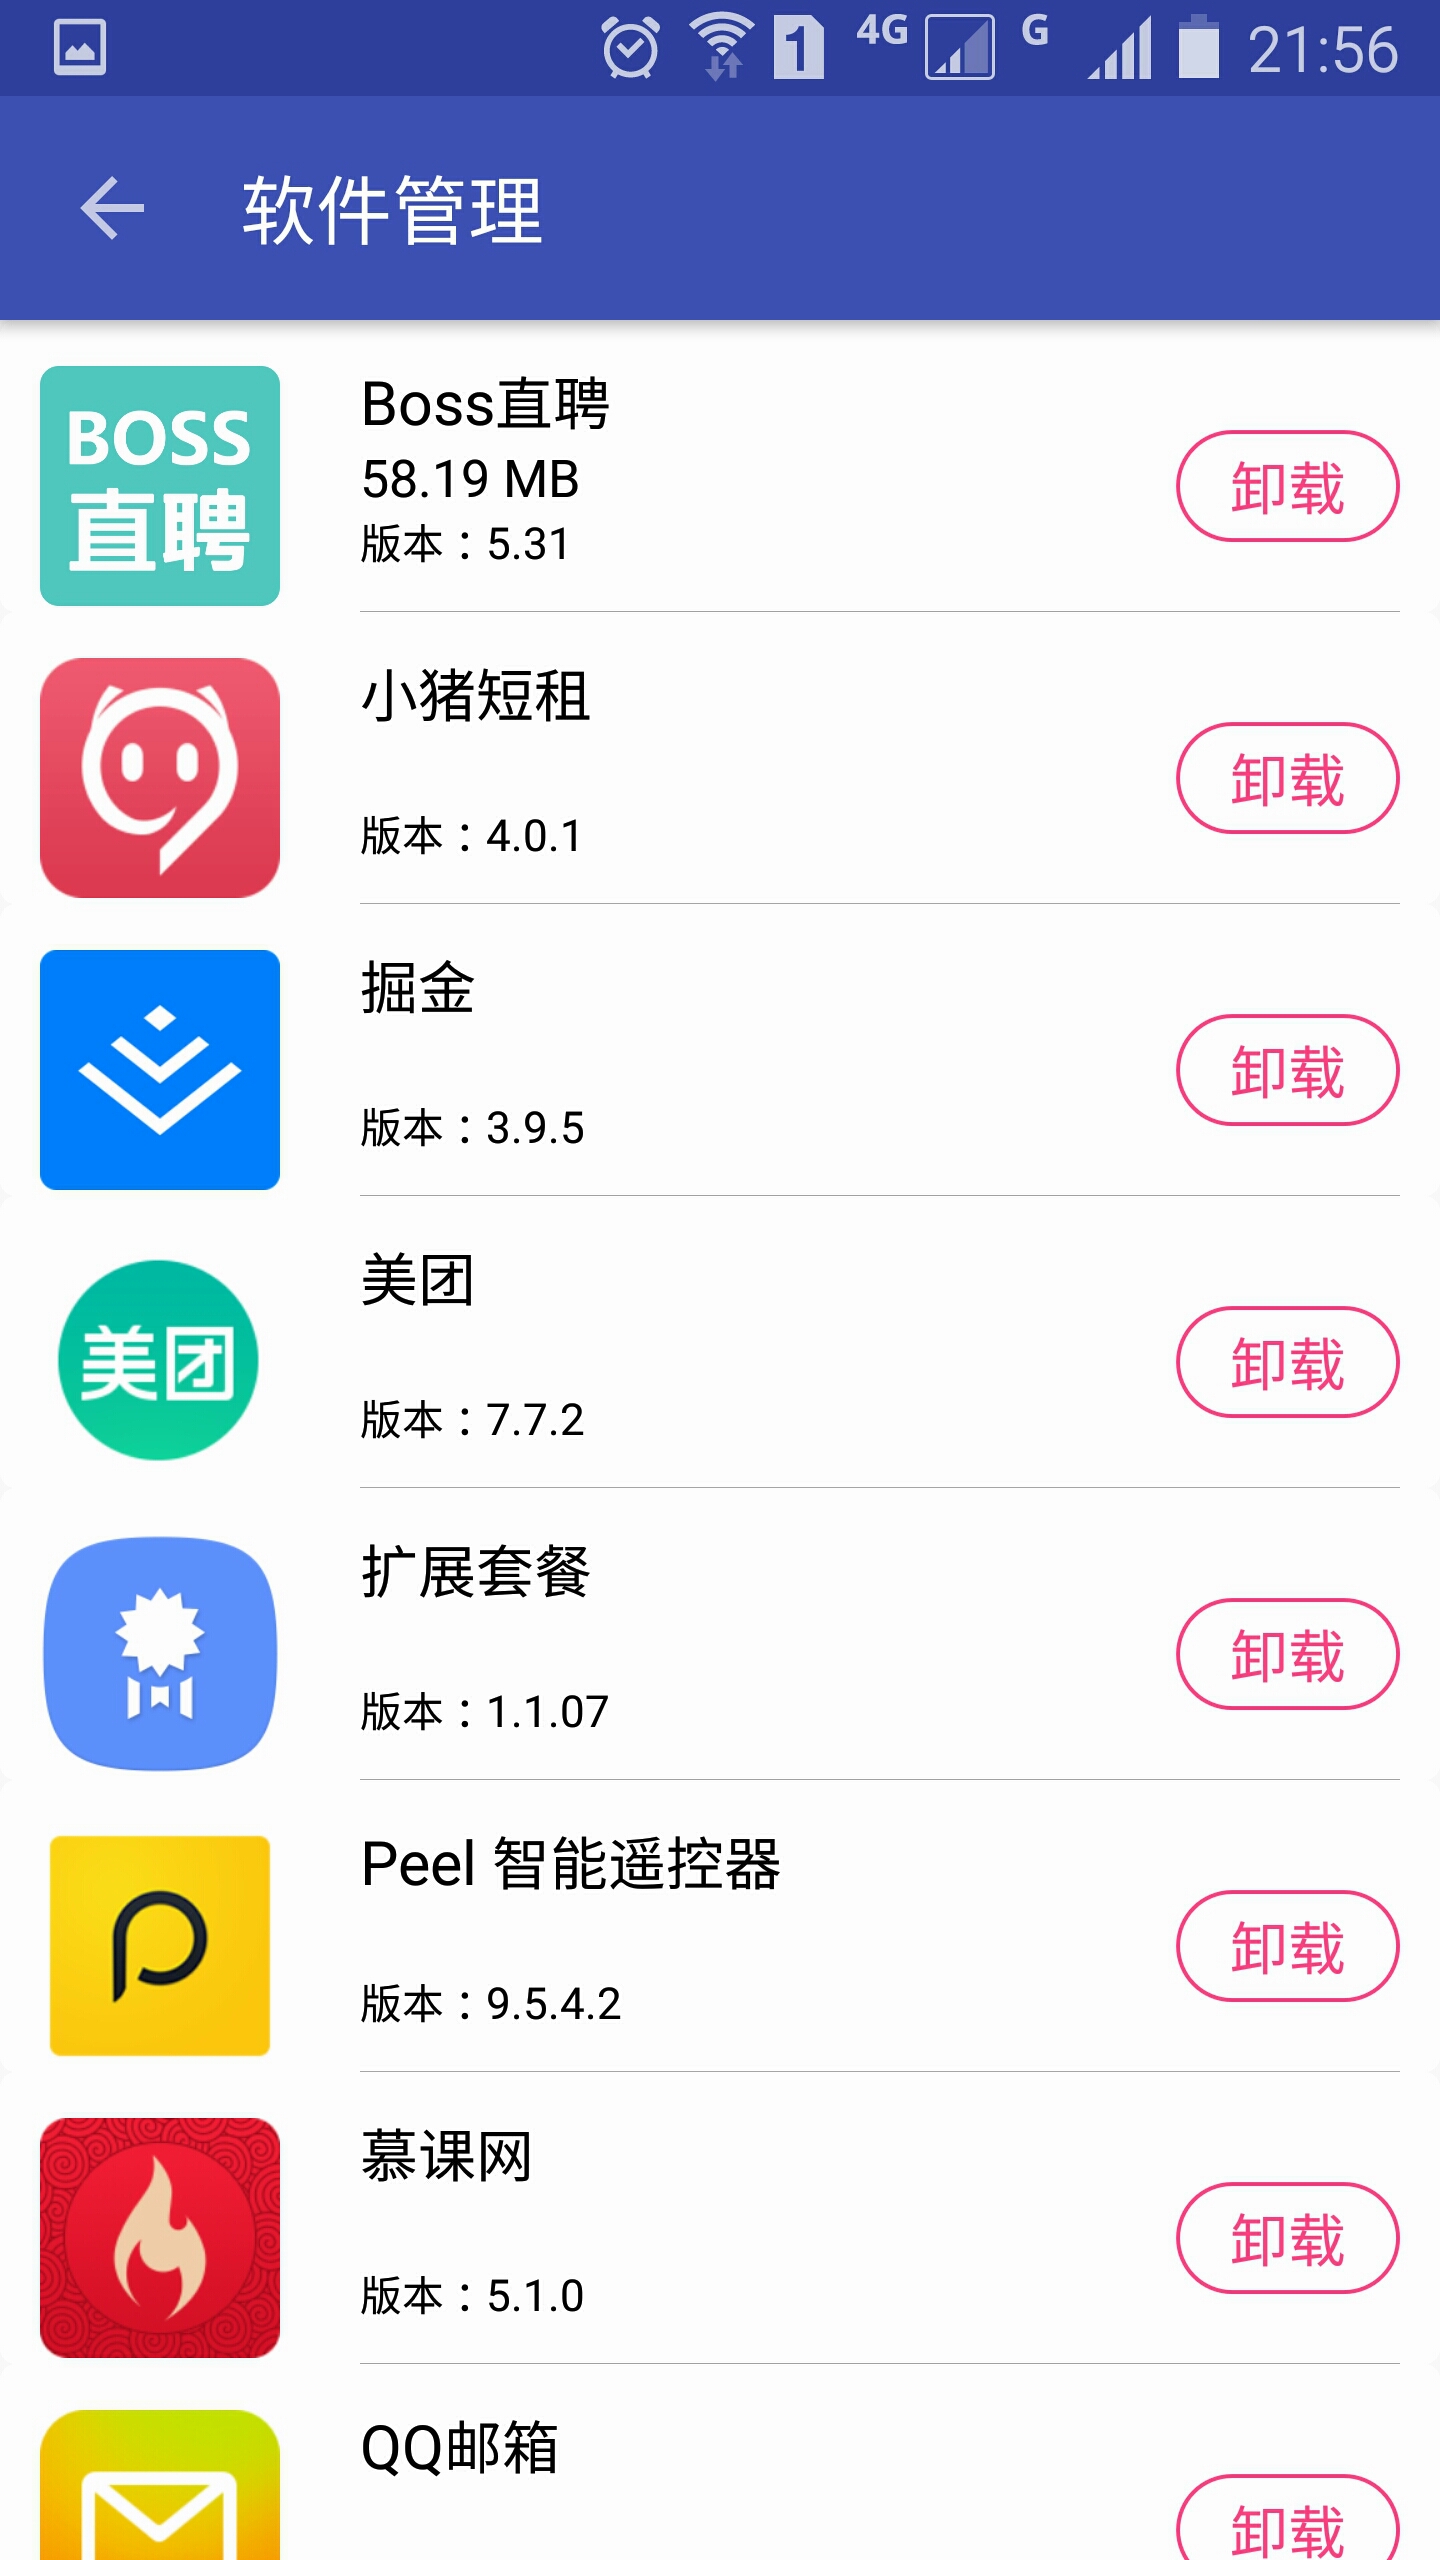 1 4G G 21:56
软件管理
BOSS
直聘
Boss直聘
58.19 MB
版本：5.31
卸载
小猪短租
版本：4.0.1
卸载
掘金
版本：3.9.5
卸载
美团
美团
版本：7.7.2
卸载
扩展套餐
版本：1.1.07
卸载
Peel 智能遥控器
版本：9.5.4.2
卸载
慕课网
版本：5.1.0
卸载
QQ邮箱
卸载